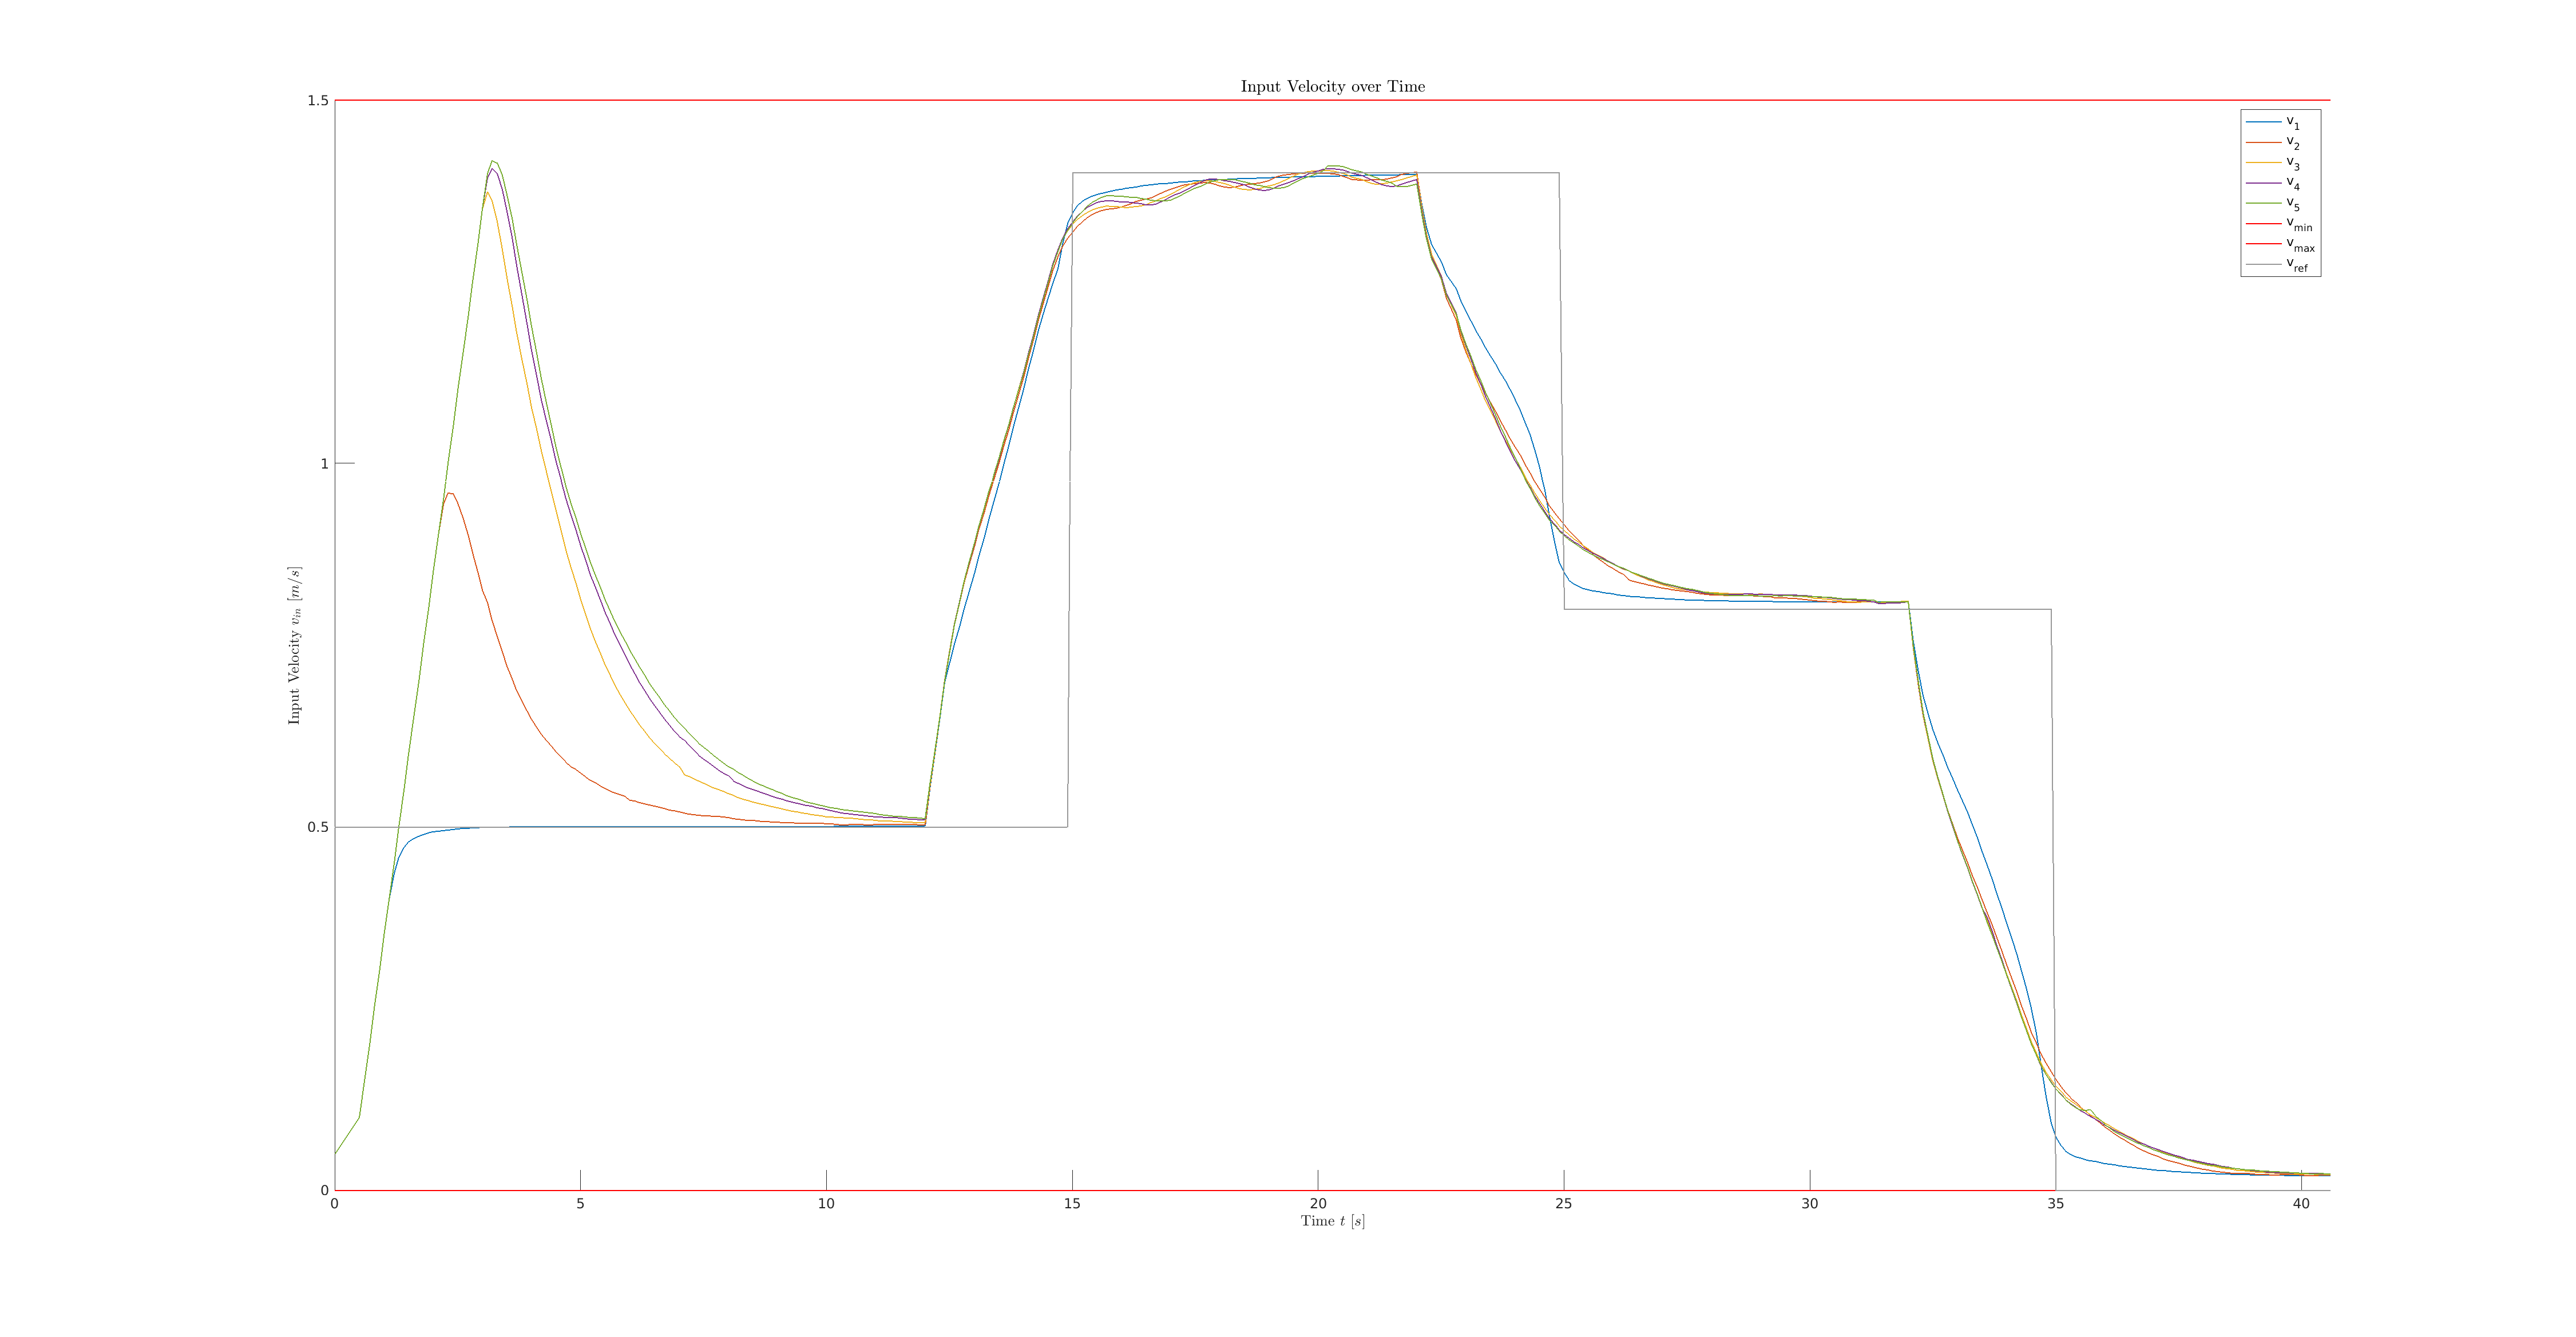 Input Velocity over Time
1.5
1
0.5
0
Input Velocity v_in [m/s]
v_1
v_2
v_3
v_4
v_5
v_min
v_max
v_ref
0 5 10 15 20 25 30 35 40
Time t [s]